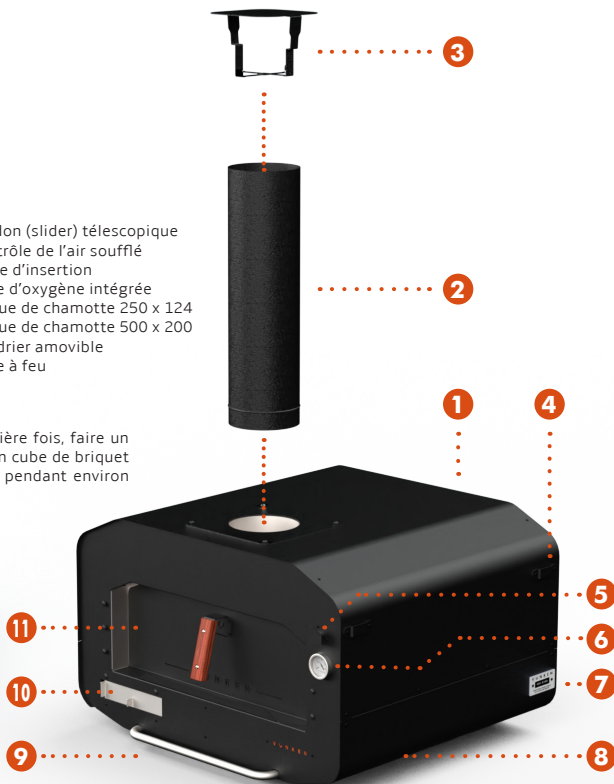 3
lon (slider) télescopique
trôle de l'air soufflé
e d'insertion
e d'oxygène intégrée
ue de chamotte 250 x 124
ue de chamotte 500 x 200
drier amovible
e à feu
2
1
4
ière fois, faire un
n cube de briquet
pendant environ
5
11
6
10
7
9
8